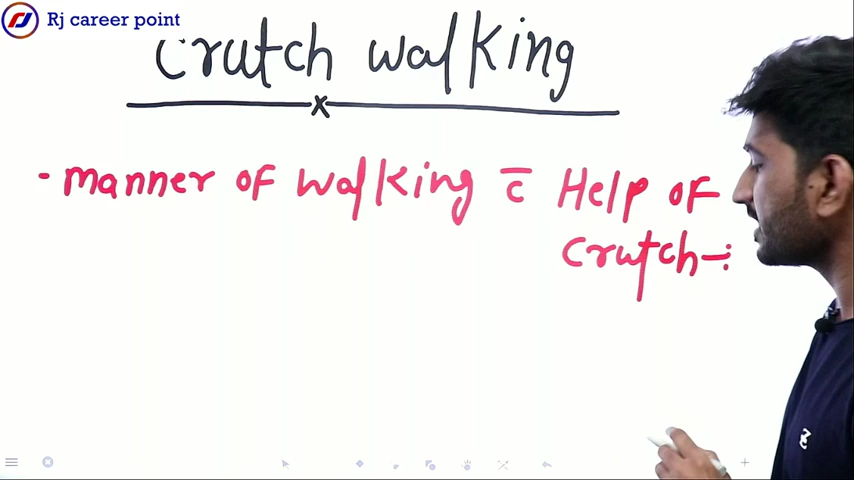 Rj career point
Crutch walking
x
- manner of walking c̄ Help of
crutch-: